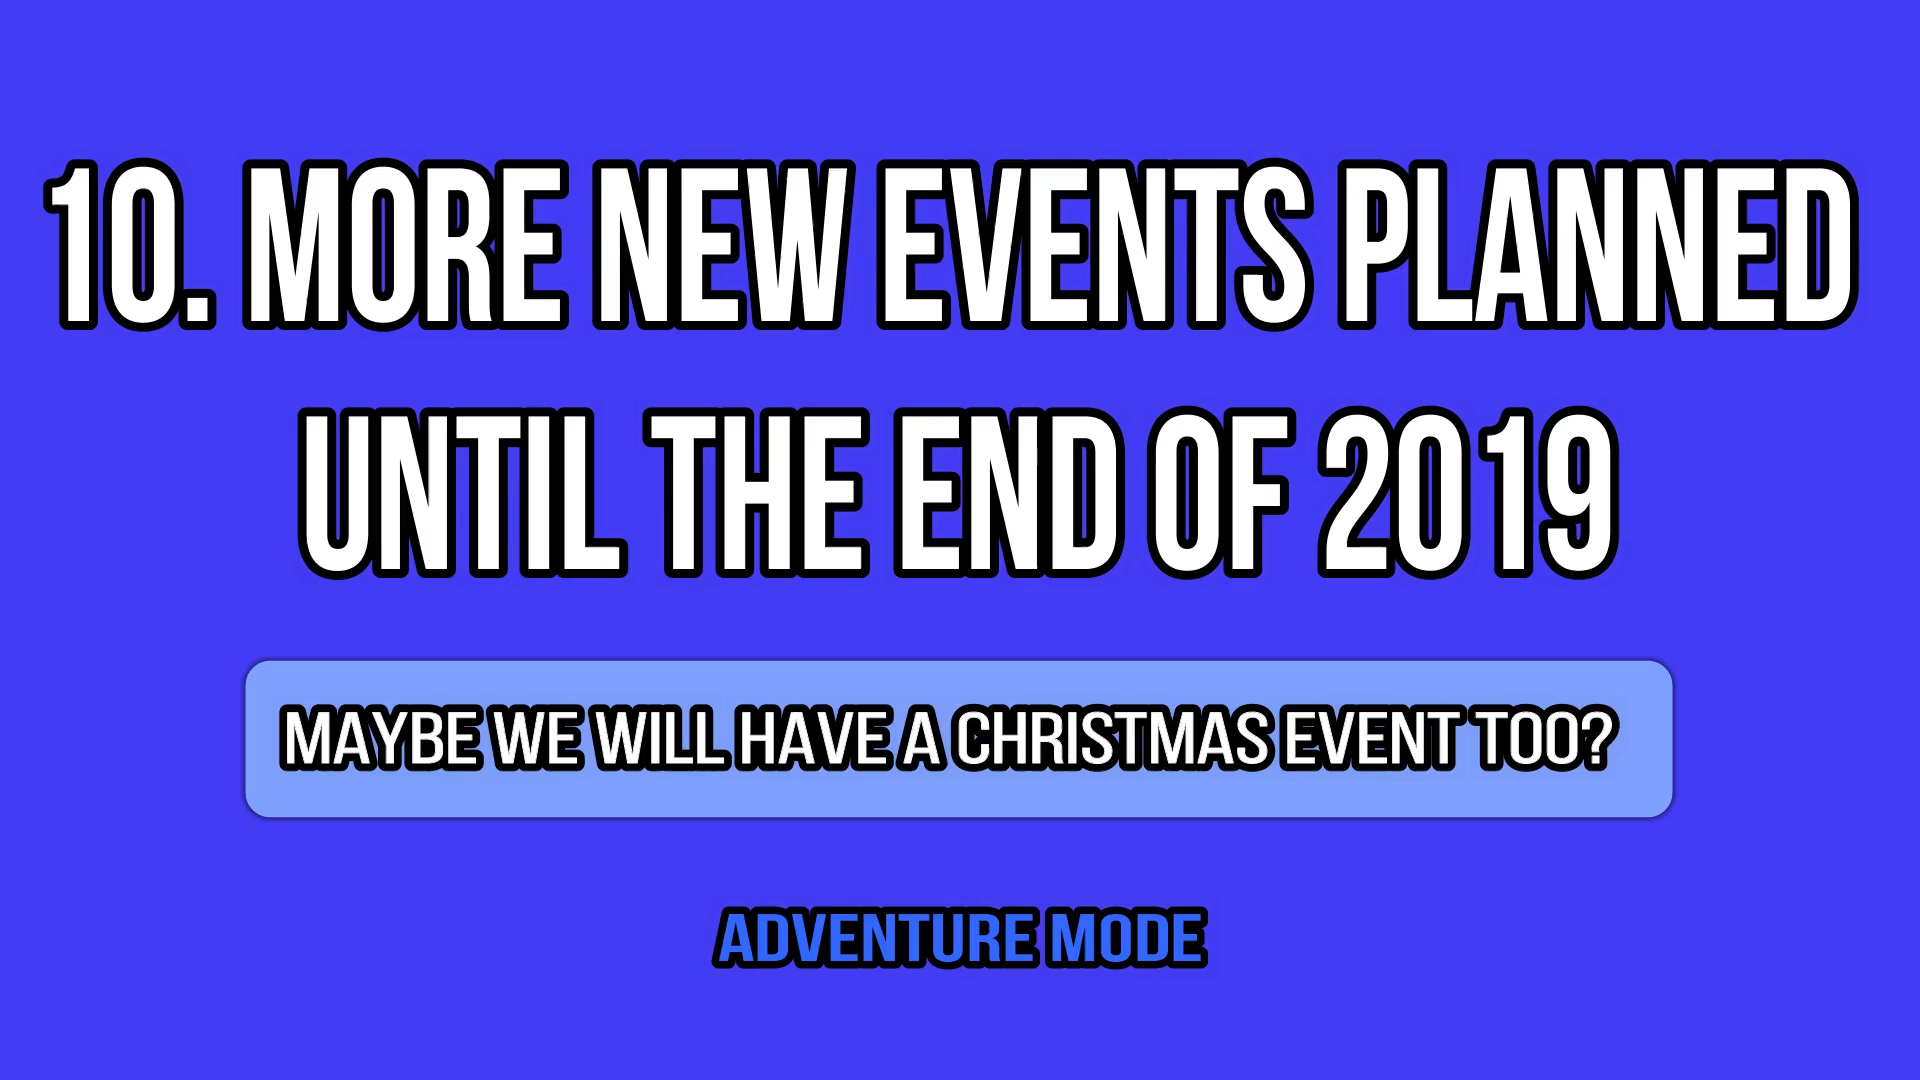 10. MORE NEW EVENTS PLANNED
UNTIL THE END OF 2019
MAYBE WE WILL HAVE A CHRISTMAS EVENT TOO?
ADVENTURE MODE